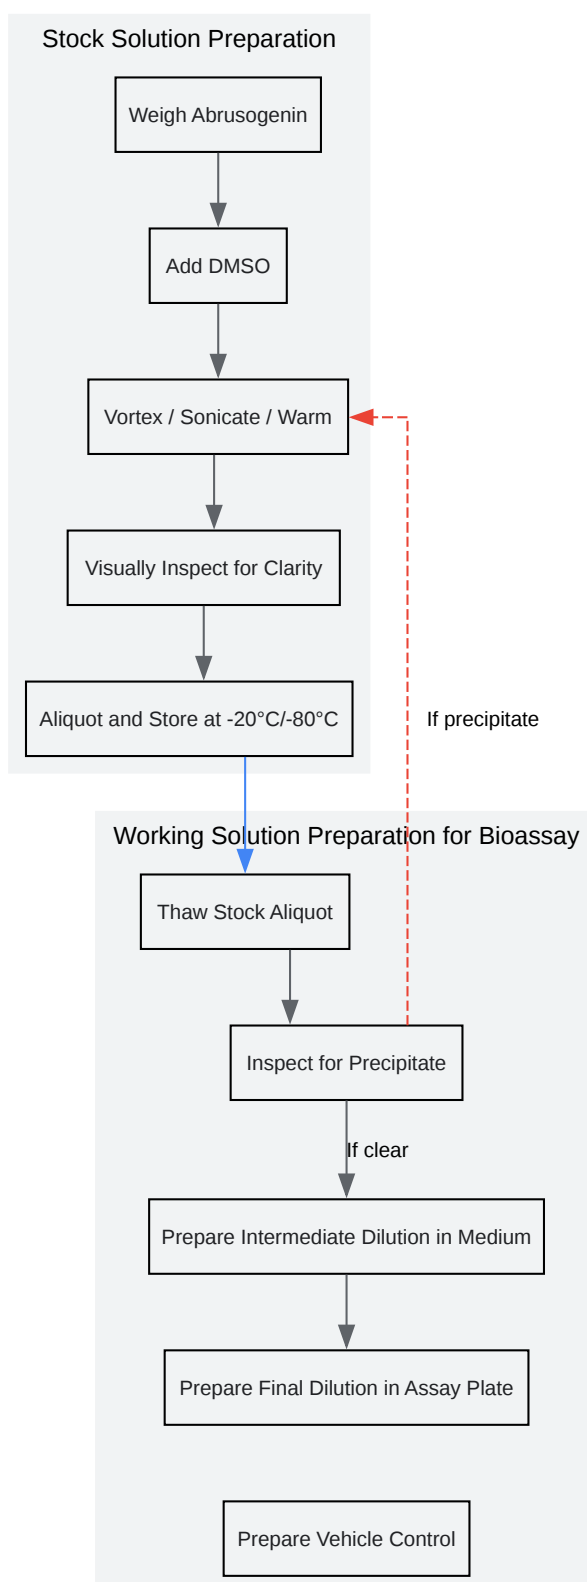 Stock Solution Preparation
Weigh Abrusogenin
Add DMSO
Vortex / Sonicate / Warm
Visually Inspect for Clarity
Aliquot and Store at -20°C/-80°C
If precipitate
Working Solution Preparation for Bioassay
Thaw Stock Aliquot
Inspect for Precipitate
If clear
Prepare Intermediate Dilution in Medium
Prepare Final Dilution in Assay Plate
Prepare Vehicle Control